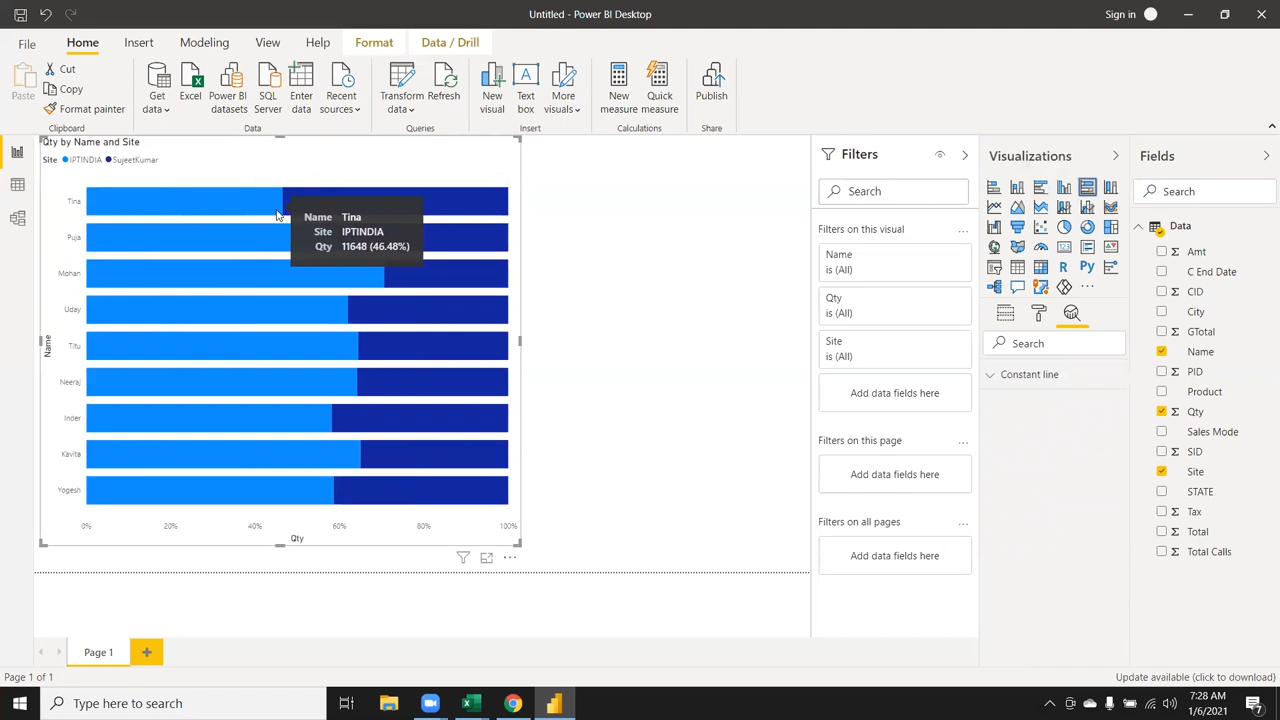 Untitled - Power BI Desktop
Sign in
File
Home
Insert
Modeling
View
Help
Format
Data / Drill
Paste
Cut
Copy
Format painter
Clipboard
Get data
Excel
Power BI datasets
SQL Server
Enter data
Recent sources
Data
Transform data
Refresh
Queries
New visual
A
Text box
More visuals
Insert
New measure
Quick measure
Calculations
Publish
Share
Qty by Name and Site
Site IPTINDIA SujeetKumar
Name
Tina
Puja
Mohan
Uday
Titu
Neeraj
Inder
Kavita
Yogesh
0% 20% 40% 60% 80% 100%
Qty
Name Tina
Site IPTINDIA
Qty 11648 (46.48%)
Filters
Search
Filters on this visual
Name
is (All)
Qty
is (All)
Site
is (All)
Add data fields here
Filters on this page
Add data fields here
Filters on all pages
Add data fields here
Visualizations
123
R
Py
Search
Constant line
Fields
Search
Data
Σ Amt
C End Date
Σ CID
City
Σ GTotal
Name
Σ PID
Product
Σ Qty
Sales Mode
Σ SID
Site
STATE
Σ Tax
Σ Total
Σ Total Calls
Page 1
Page 1 of 1
Update available (click to download)
Type here to search
7:28 AM
1/6/2021